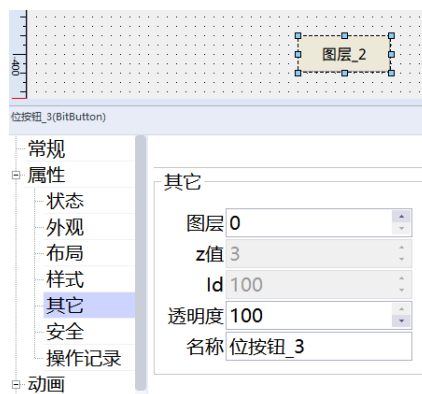 图层_2
400
位按钮_3(BitButton)
常规
属性
状态
外观
布局
样式
其它
安全
操作记录
动画
其它
图层 0
z值 3
Id 100
透明度 100
名称 位按钮_3